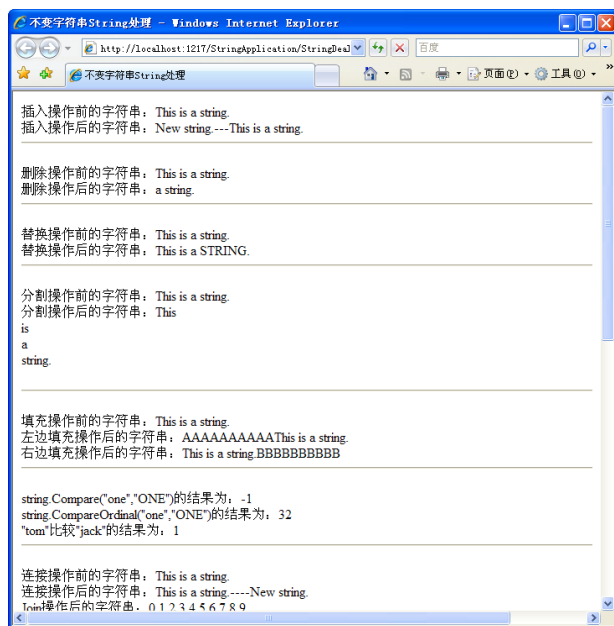 不变字符串String处理 - Windows Internet Explorer
http://localhost:1217/StringApplication/StringDeal
百度
不变字符串String处理
页面(P)
工具(O)
»
插入操作前的字符串：This is a string.
插入操作后的字符串：New string.---This is a string.
删除操作前的字符串：This is a string.
删除操作后的字符串：a string.
替换操作前的字符串：This is a string.
替换操作后的字符串：This is a STRING.
分割操作前的字符串：This is a string.
分割操作后的字符串：This
is
a
string.
填充操作前的字符串：This is a string.
左边填充操作后的字符串：AAAAAAAAAAThis is a string.
右边填充操作后的字符串：This is a string.BBBBBBBBBB
string.Compare("one","ONE")的结果为：-1
string.CompareOrdinal("one","ONE")的结果为：32
"tom"比较"jack"的结果为：1
连接操作前的字符串：This is a string.
连接操作后的字符串：This is a string.----New string.
Join操作后的字符串：0 1 2 3 4 5 6 7 8 9